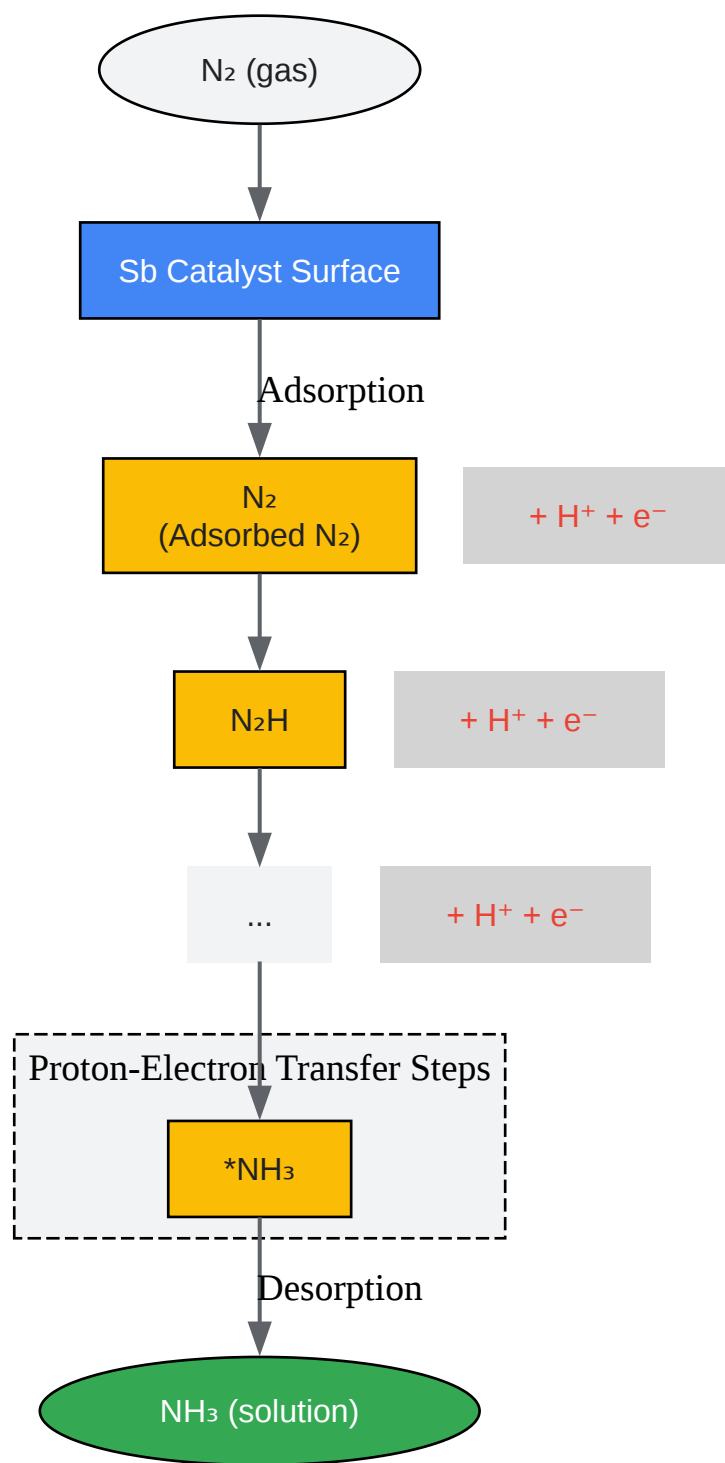 N₂ (gas)
Sb Catalyst Surface
Adsorption
N₂
(Adsorbed N₂)
+ H⁺ + e⁻
N₂H
+ H⁺ + e⁻
...
+ H⁺ + e⁻
Proton-Electron Transfer Steps
*NH₃
Desorption
NH₃ (solution)